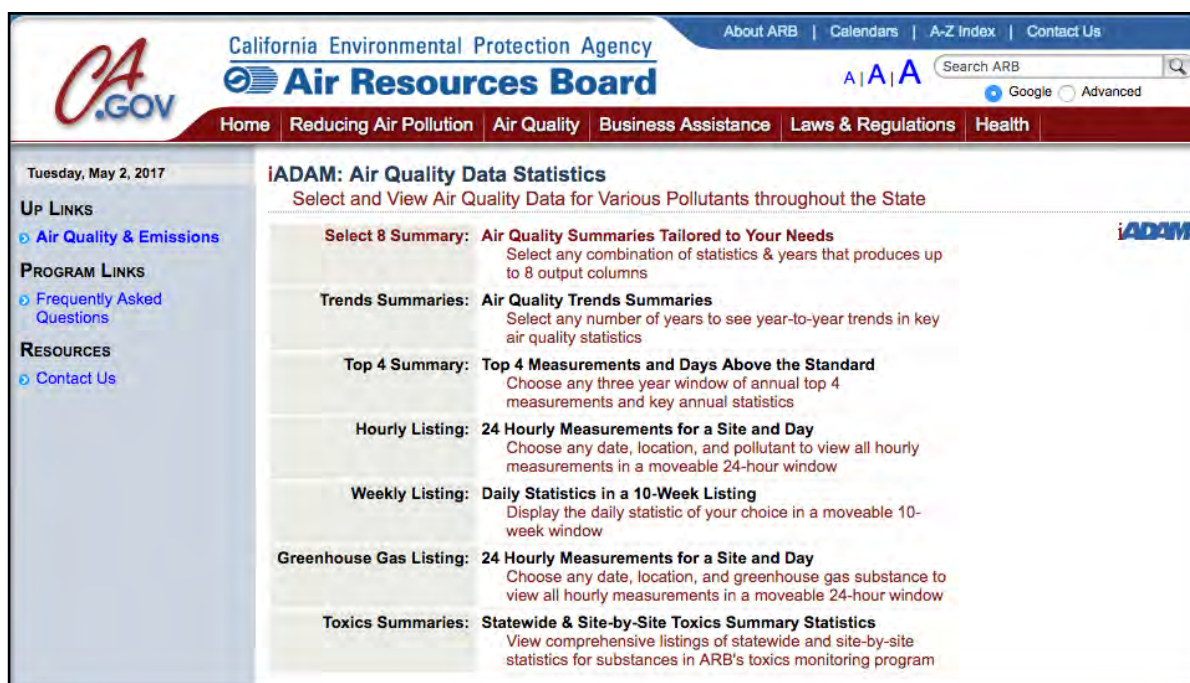 CA
.GOV
California Environmental Protection Agency
Air Resources Board
About ARB | Calendars | A-Z Index | Contact Us
A | A | A
Search ARB
Google Advanced
Home Reducing Air Pollution Air Quality Business Assistance Laws & Regulations Health
Tuesday, May 2, 2017
UP LINKS
Air Quality & Emissions
PROGRAM LINKS
Frequently Asked
Questions
RESOURCES
Contact Us
iADAM: Air Quality Data Statistics
Select and View Air Quality Data for Various Pollutants throughout the State
iADAM
Select 8 Summary: Air Quality Summaries Tailored to Your Needs
Select any combination of statistics & years that produces up
to 8 output columns
Trends Summaries: Air Quality Trends Summaries
Select any number of years to see year-to-year trends in key
air quality statistics
Top 4 Summary: Top 4 Measurements and Days Above the Standard
Choose any three year window of annual top 4
measurements and key annual statistics
Hourly Listing: 24 Hourly Measurements for a Site and Day
Choose any date, location, and pollutant to view all hourly
measurements in a moveable 24-hour window
Weekly Listing: Daily Statistics in a 10-Week Listing
Display the daily statistic of your choice in a moveable 10-
week window
Greenhouse Gas Listing: 24 Hourly Measurements for a Site and Day
Choose any date, location, and greenhouse gas substance to
view all hourly measurements in a moveable 24-hour window
Toxics Summaries: Statewide & Site-by-Site Toxics Summary Statistics
View comprehensive listings of statewide and site-by-site
statistics for substances in ARB's toxics monitoring program